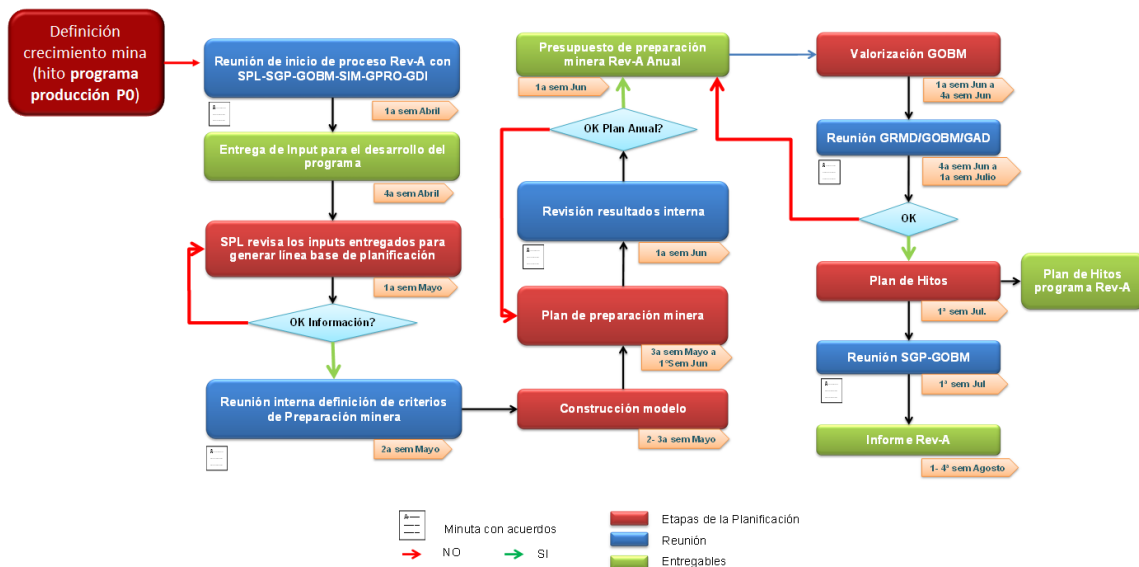 Definición
crecimiento mina
(hito programa
producción P0)
Reunión de inicio de proceso Rev-A con
SPL-SGP-GOBM-SIM-GPRO-GDI
1a sem Abril
Entrega de Input para el desarrollo del
programa
4a sem Abril
SPL revisa los inputs entregados para
generar línea base de planificación
1a sem Mayo
OK Información?
Reunión interna definición de criterios
de Preparación minera
2a sem Mayo
Presupuesto de preparación
minera Rev-A Anual
1a sem Jun
OK Plan Anual?
Revisión resultados interna
1a sem Jun
Plan de preparación minera
3a sem Mayo a
1°Sem Jun
Construcción modelo
2- 3a sem Mayo
Valorización GOBM
1a sem Jun a
4a sem Jun
Reunión GRMD/GOBM/GAD
4a sem Jun a
1a sem Julio
OK
Plan de Hitos
1° sem Jul.
Plan de Hitos
programa Rev-A
Reunión SGP-GOBM
1ª sem Jul
Informe Rev-A
1- 4ª sem Agosto
Minuta con acuerdos
NO
SI
Etapas de la Planificación
Reunión
Entregables